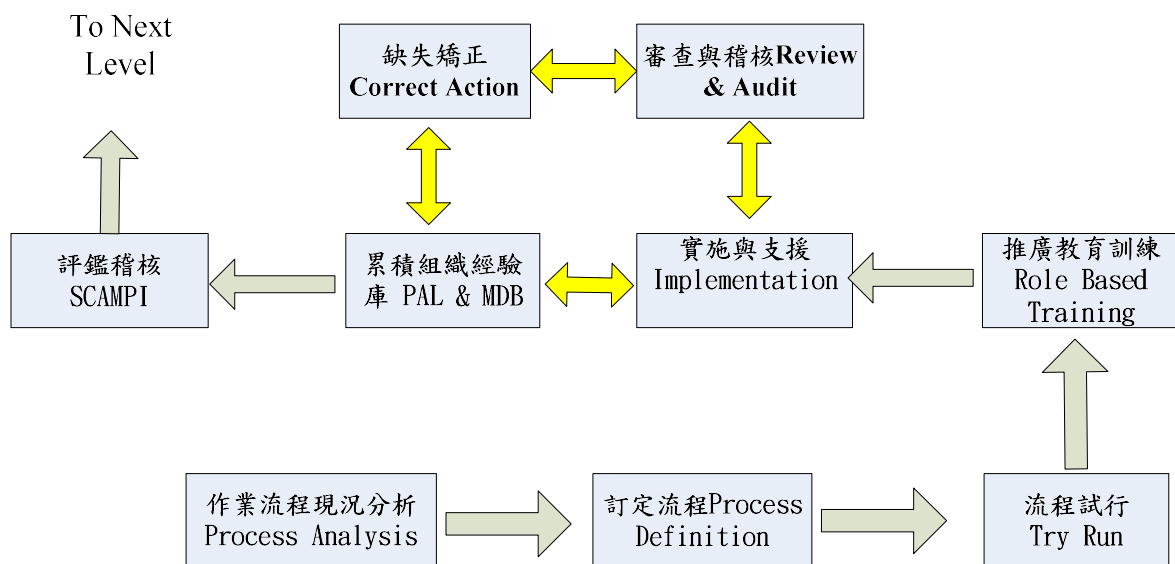 To Next
Level
缺失矯正
Correct Action
審查與稽核Review
& Audit
評鑑稽核
SCAMPI
累積組織經驗
庫 PAL & MDB
實施與支援
Implementation
推廣教育訓練
Role Based
Training
作業流程現況分析
Process Analysis
訂定流程Process
Definition
流程試行
Try Run